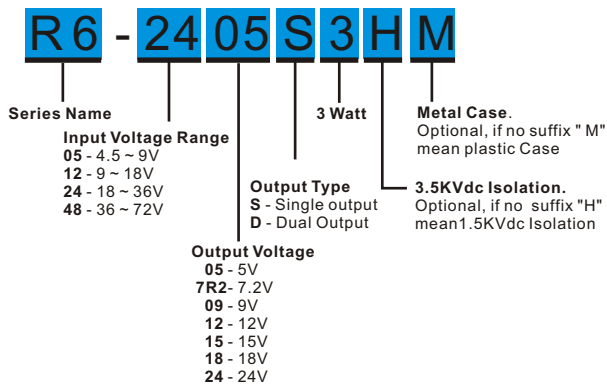 R6 - 2405S3HM
Series Name
Input Voltage Range
05 - 4.5 ~ 9V
12 - 9 ~ 18V
24 - 18 ~ 36V
48 - 36 ~ 72V
Output Voltage
05 - 5V
7R2- 7.2V
09 - 9V
12 - 12V
15 - 15V
18 - 18V
24 - 24V
Output Type
S - Single output
D - Dual Output
3 Watt
Metal Case.
Optional, if no suffix " M"
mean plastic Case
3.5KVdc Isolation.
Optional, if no suffix "H"
mean1.5KVdc Isolation